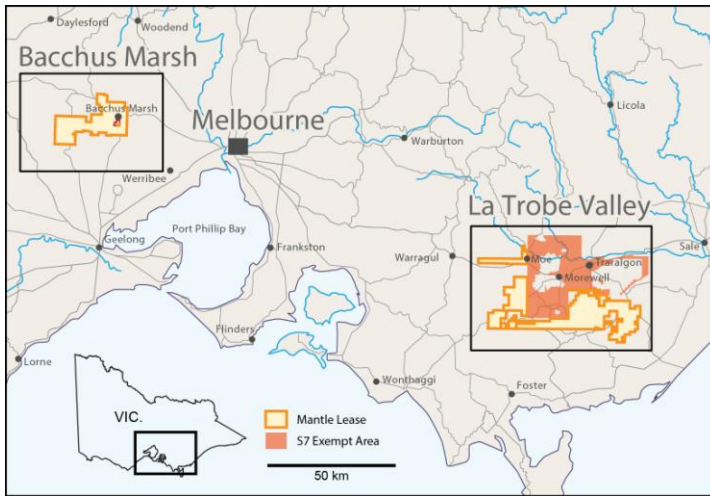 Daylesford
Woodend
Bacchus Marsh
Bacchus Marsh
Melbourne
Licola
Warburton
Werribee
La Trobe Valley
Port Phillip Bay
Geelong
Frankston
Warragul
Moe
Traralgon
Sale
Morewell
Flinders
Lorne
Wonthaggi
Foster
VIC.
Mantle Lease
S7 Exempt Area
50 km